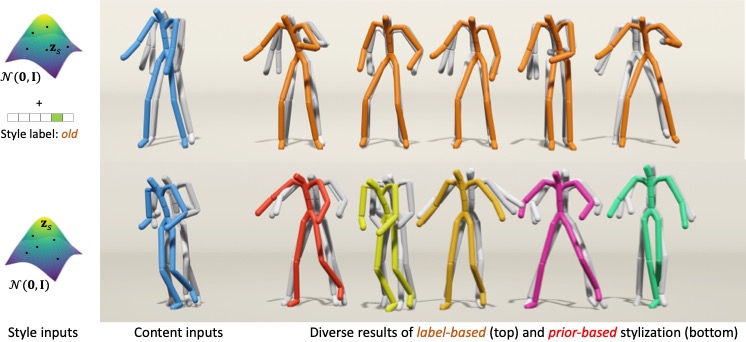 z_s
𝒩(0, I)
+
Style label: old
z_s
𝒩(0, I)
Style inputs
Content inputs
Diverse results of label-based (top) and prior-based stylization (bottom)